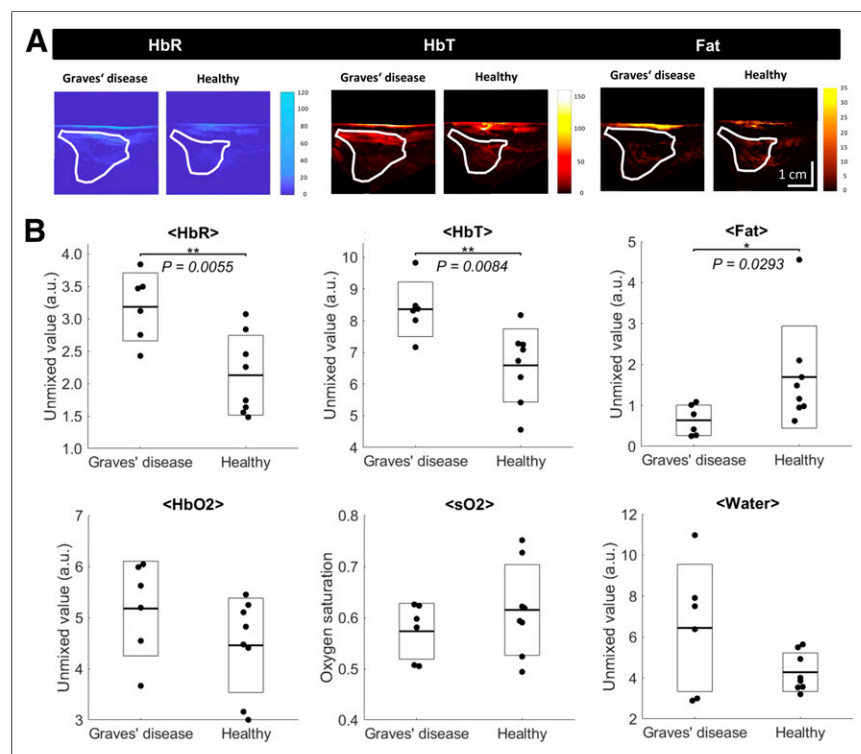 A
HbR HbT Fat
Graves' disease Healthy Graves' disease Healthy Graves' disease Healthy
120
100
80
60
40
20
0
150
100
50
0
35
30
25
20
15
10
5
0
1 cm
B
<HbR>
**
P = 0.0055
Unmixed value (a.u.)
4.0
3.5
3.0
2.5
2.0
1.5
1.0
Graves' disease Healthy
<HbT>
**
P = 0.0084
Unmixed value (a.u.)
10
9
8
7
6
5
4
Graves' disease Healthy
<Fat>
*
P = 0.0293
Unmixed value (a.u.)
5
4
3
2
1
0
Graves' disease Healthy
<HbO2>
Unmixed value (a.u.)
7
6
5
4
3
Graves' disease Healthy
<sO2>
Oxygen saturation
0.8
0.7
0.6
0.5
0.4
Graves' disease Healthy
<Water>
Unmixed value (a.u.)
12
10
8
6
4
2
Graves' disease Healthy